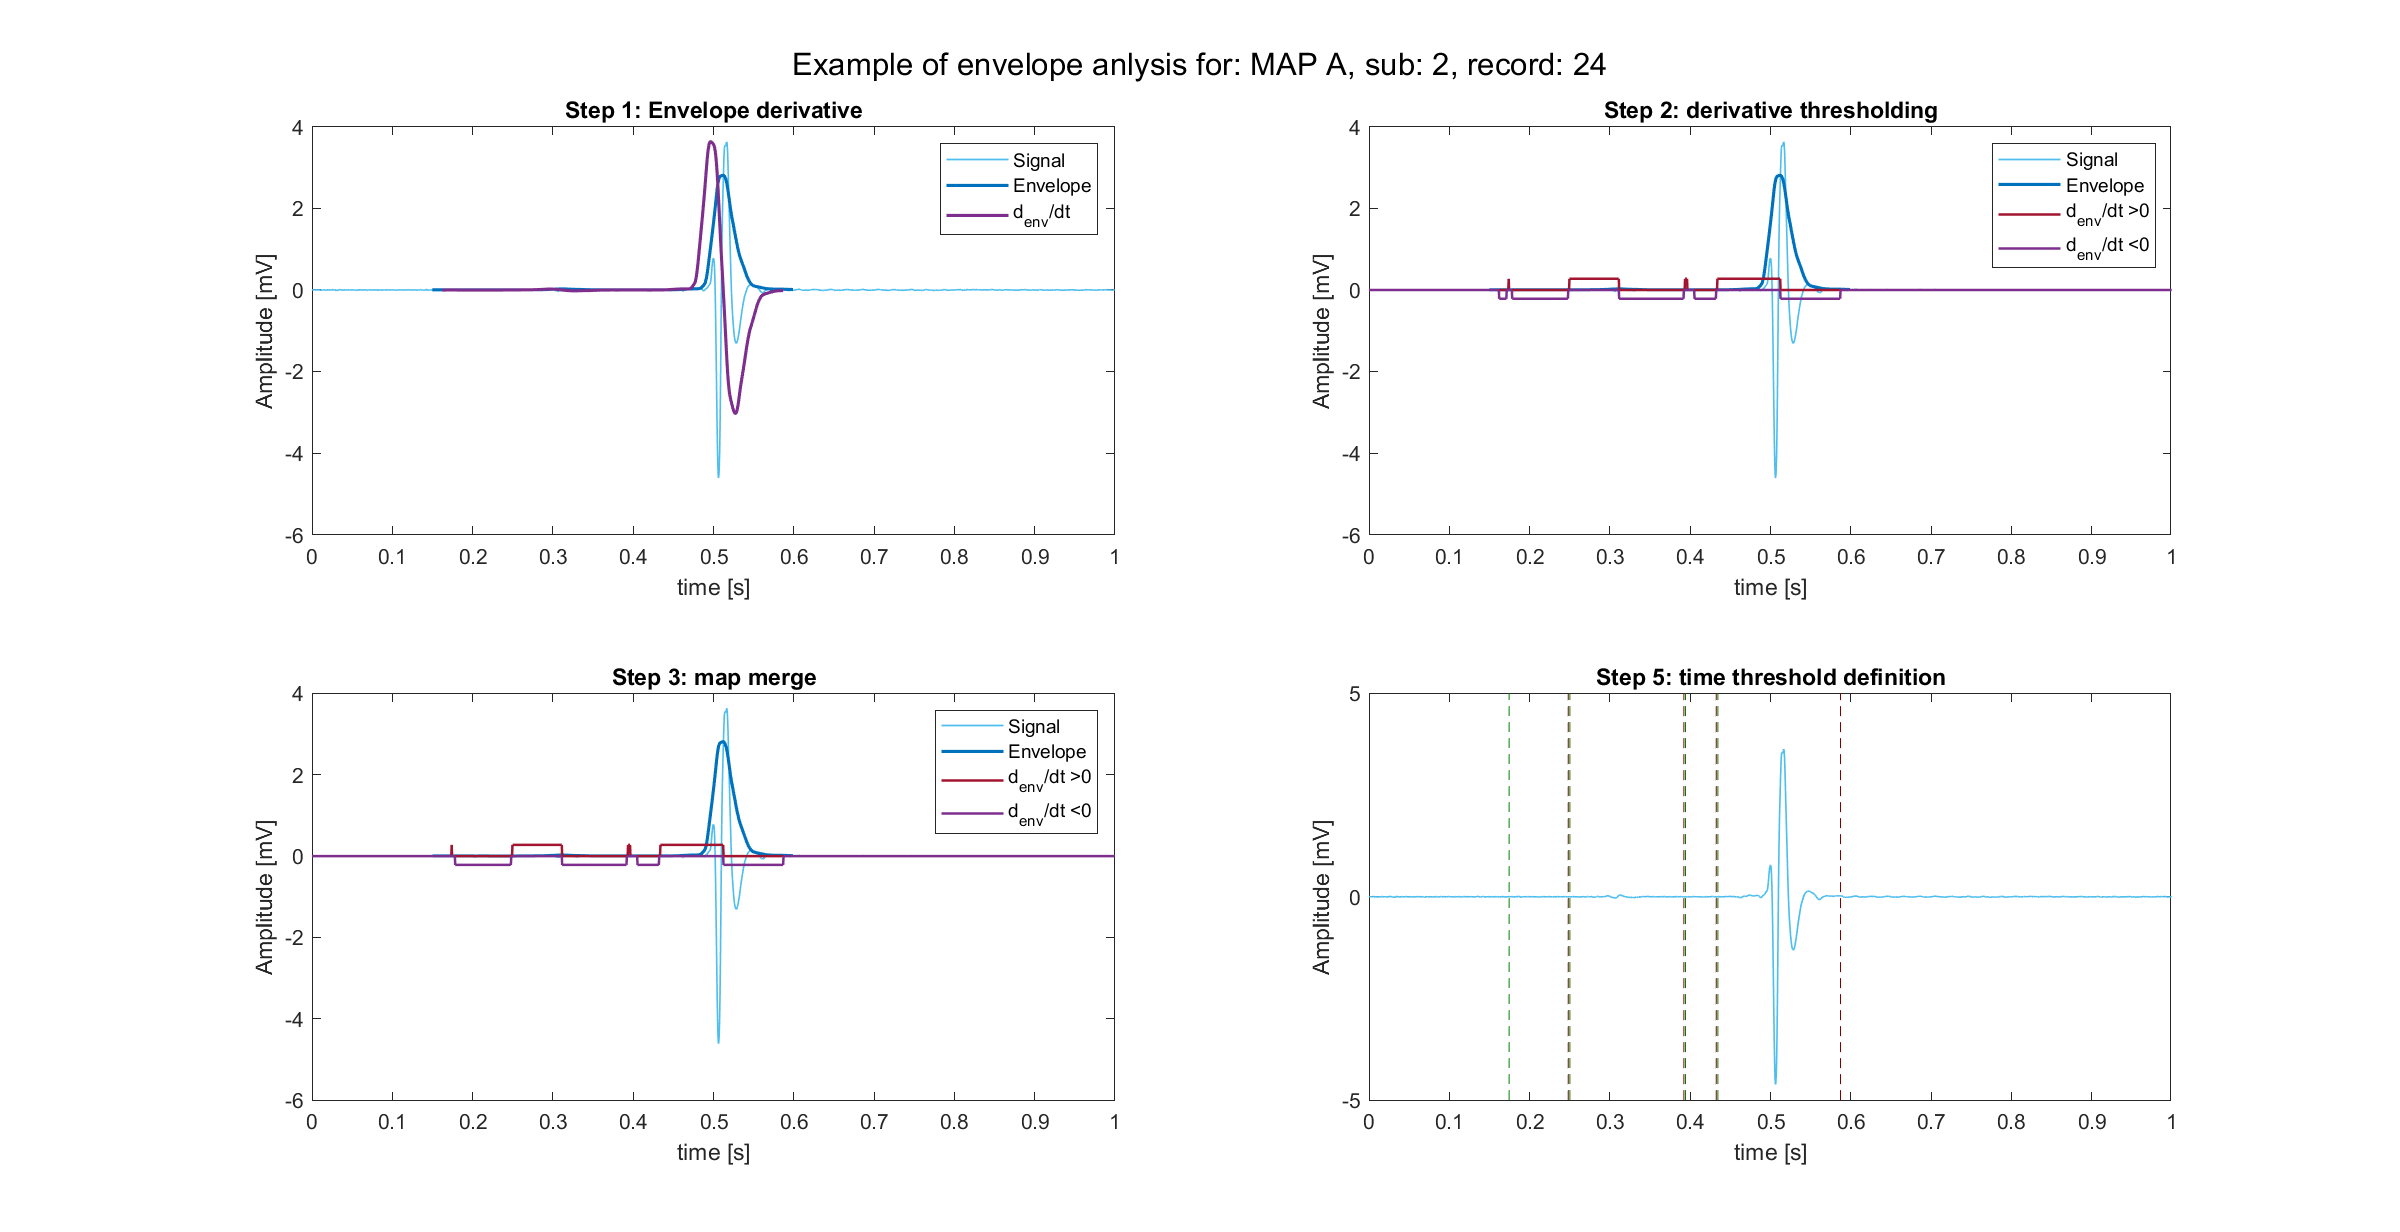 Example of envelope anlysis for: MAP A, sub: 2, record: 24
Step 1: Envelope derivative
Amplitude [mV]
4
2
0
-2
-4
-6
Signal
Envelope
d_env/dt
0 0.1 0.2 0.3 0.4 0.5 0.6 0.7 0.8 0.9 1
time [s]
Step 2: derivative thresholding
Amplitude [mV]
4
2
0
-2
-4
-6
Signal
Envelope
d_env/dt >0
d_env/dt <0
0 0.1 0.2 0.3 0.4 0.5 0.6 0.7 0.8 0.9 1
time [s]
Step 3: map merge
Amplitude [mV]
4
2
0
-2
-4
-6
Signal
Envelope
d_env/dt >0
d_env/dt <0
0 0.1 0.2 0.3 0.4 0.5 0.6 0.7 0.8 0.9 1
time [s]
Step 5: time threshold definition
Amplitude [mV]
5
0
-5
0 0.1 0.2 0.3 0.4 0.5 0.6 0.7 0.8 0.9 1
time [s]